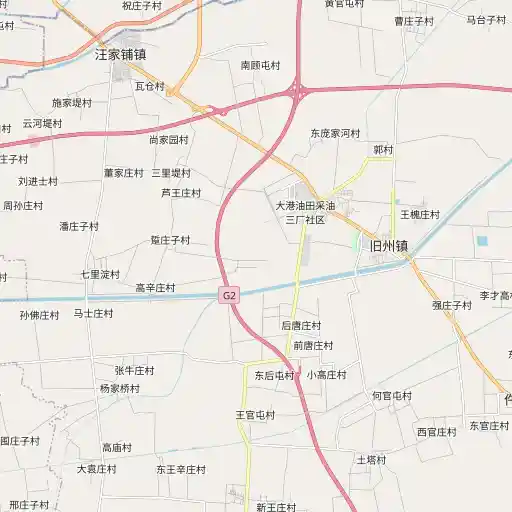 祝庄子村
黄官屯村
马台子村
曹庄子村
屯村
汪家铺镇
南顾屯村
瓦仓村
施家堤村
云河堤村
东庞家河村
尚家园村
郭村
庄子村
董家庄村
三里堤村
刘进士村
芦王庄村
周孙庄村
大港油田采油
三厂社区
王槐庄村
潘庄子村
旧州镇
七里淀村
高辛庄村
G2
李才高村
强庄子村
孙佛庄村
马士庄村
后唐庄村
前唐庄村
张牛庄村
东后屯村
小高庄村
杨家桥村
何官屯村
王官屯村
东官庄村
西官庄村
高庙村
土塔村
大袁庄村
东王辛庄村
邢庄子村
新王庄村